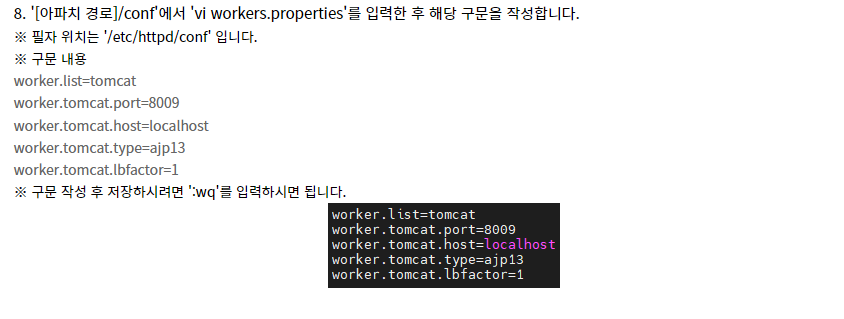 8. '[아파치 경로]/conf'에서 'vi workers.properties'를 입력한 후 해당 구문을 작성합니다.
※ 필자 위치는 '/etc/httpd/conf' 입니다.
※ 구문 내용
worker.list=tomcat
worker.tomcat.port=8009
worker.tomcat.host=localhost
worker.tomcat.type=ajp13
worker.tomcat.lbfactor=1
※ 구문 작성 후 저장하시려면 ':wq'를 입력하시면 됩니다.
worker.list=tomcat
worker.tomcat.port=8009
worker.tomcat.host=localhost
worker.tomcat.type=ajp13
worker.tomcat.lbfactor=1